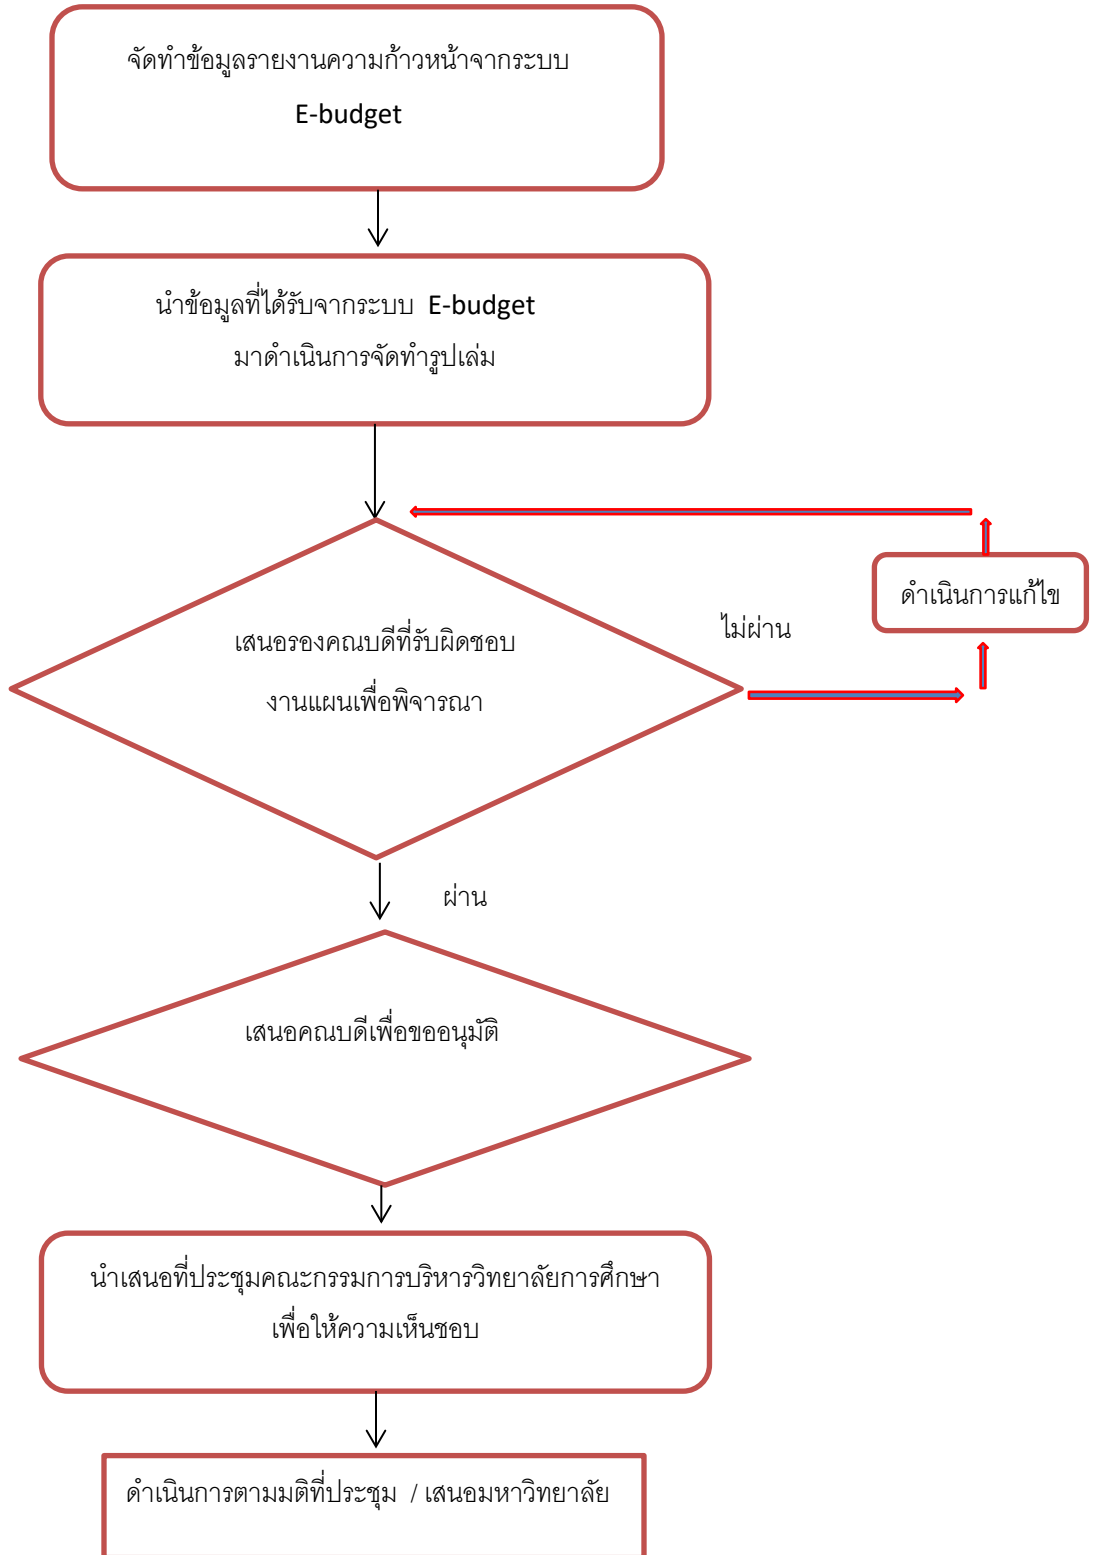 จัดทำข้อมูลรายงานความก้าวหน้าจากระบบ
E-budget
นำข้อมูลที่ได้รับจากระบบ E-budget
มาดำเนินการจัดทำรูปเล่ม
ดำเนินการแก้ไข
ไม่ผ่าน
เสนอรองคณบดีที่รับผิดชอบ
งานแผนเพื่อพิจารณา
ผ่าน
เสนอคณบดีเพื่อขออนุมัติ
นำเสนอที่ประชุมคณะกรรมการบริหารวิทยาลัยการศึกษา
เพื่อให้ความเห็นชอบ
ดำเนินการตามมติที่ประชุม / เสนอมหาวิทยาลัย